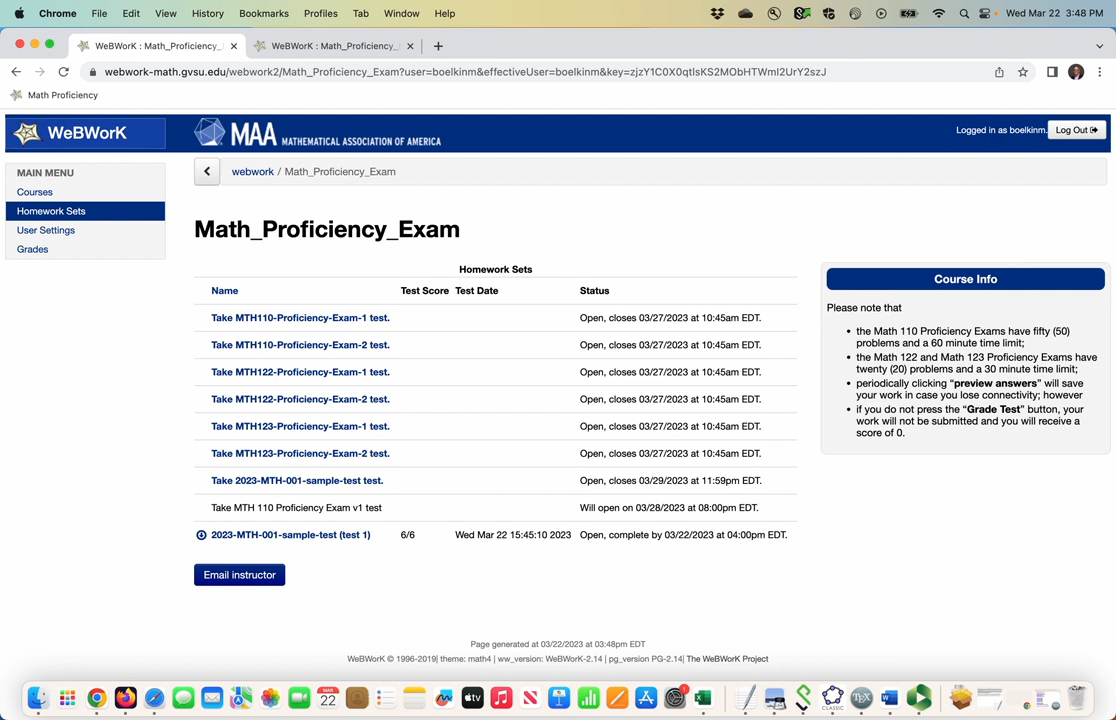 Chrome File Edit View History Bookmarks Profiles Tab Window Help Wed Mar 22 3:48 PM
WeBWorK : Math_Proficiency_ WeBWorK : Math_Proficiency_
webwork-math.gvsu.edu/webwork2/Math_Proficiency_Exam?user=boelkinm&effectiveUser=boelkinm&key=zjzY1C0X0qtIsKS2MObHTWmI2UrY2szJ
Math Proficiency
WeBWorK
MAA MATHEMATICAL ASSOCIATION OF AMERICA
Logged in as boelkinm. Log Out
MAIN MENU
Courses
Homework Sets
User Settings
Grades
webwork / Math_Proficiency_Exam
Math_Proficiency_Exam
Homework Sets
Name Test Score Test Date Status
Take MTH110-Proficiency-Exam-1 test. Open, closes 03/27/2023 at 10:45am EDT.
Take MTH110-Proficiency-Exam-2 test. Open, closes 03/27/2023 at 10:45am EDT.
Take MTH122-Proficiency-Exam-1 test. Open, closes 03/27/2023 at 10:45am EDT.
Take MTH122-Proficiency-Exam-2 test. Open, closes 03/27/2023 at 10:45am EDT.
Take MTH123-Proficiency-Exam-1 test. Open, closes 03/27/2023 at 10:45am EDT.
Take MTH123-Proficiency-Exam-2 test. Open, closes 03/27/2023 at 10:45am EDT.
Take 2023-MTH-001-sample-test test. Open, closes 03/29/2023 at 11:59pm EDT.
Take MTH 110 Proficiency Exam v1 test Will open on 03/28/2023 at 08:00pm EDT.
2023-MTH-001-sample-test (test 1) 6/6 Wed Mar 22 15:45:10 2023 Open, complete by 03/22/2023 at 04:00pm EDT.
Email instructor
Course Info
Please note that
• the Math 110 Proficiency Exams have fifty (50)
problems and a 60 minute time limit;
• the Math 122 and Math 123 Proficiency Exams have
twenty (20) problems and a 30 minute time limit;
• periodically clicking "preview answers" will save
your work in case you lose connectivity; however
• if you do not press the "Grade Test" button, your
work will not be submitted and you will receive a
score of 0.
Page generated at 03/22/2023 at 03:48pm EDT
WeBWorK © 1996-2019| theme: math4 | ww_version: WeBWorK-2.14 | pg_version PG-2.14| The WeBWorK Project
MAR
22
tv
1
CLASSIC
TEX